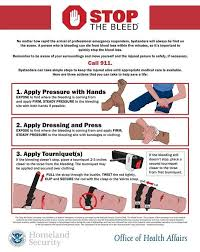 STOP
THE BLEED
No matter how rapid the arrival of professional emergency responders, bystanders will always be first on
the scene. A person who is bleeding can die from blood loss within five minutes, so it is important to
quickly stop the blood loss.
Remember to be aware of your surroundings and move yourself and the injured person to safety, if necessary.
Call 911.
Bystanders can take simple steps to keep the injured alive until appropriate medical care is available.
Here are three actions that you can take to help save a life:
1. Apply Pressure with Hands
EXPOSE to find where the bleeding is coming from
and apply FIRM, STEADY PRESSURE to the bleeding
site with both hands if possible.
2. Apply Dressing and Press
EXPOSE to find where the bleeding is coming from and apply FIRM,
STEADY PRESSURE to the bleeding site with bandages or clothing.
3. Apply Tourniquet(s)
If the bleeding doesn't stop, place a tourniquet 2-3 inches
closer to the torso from the bleeding. The tourniquet may
be applied and secured over clothing.
PULL the strap through the buckle, TWIST the rod tightly,
CLIP and SECURE the rod with the clasp or the Velcro strap.
If the bleeding still
doesn't stop, place a
second tourniquet
closer to the torso
from the first tourniquet.
Homeland
Security
Office of Health Affairs